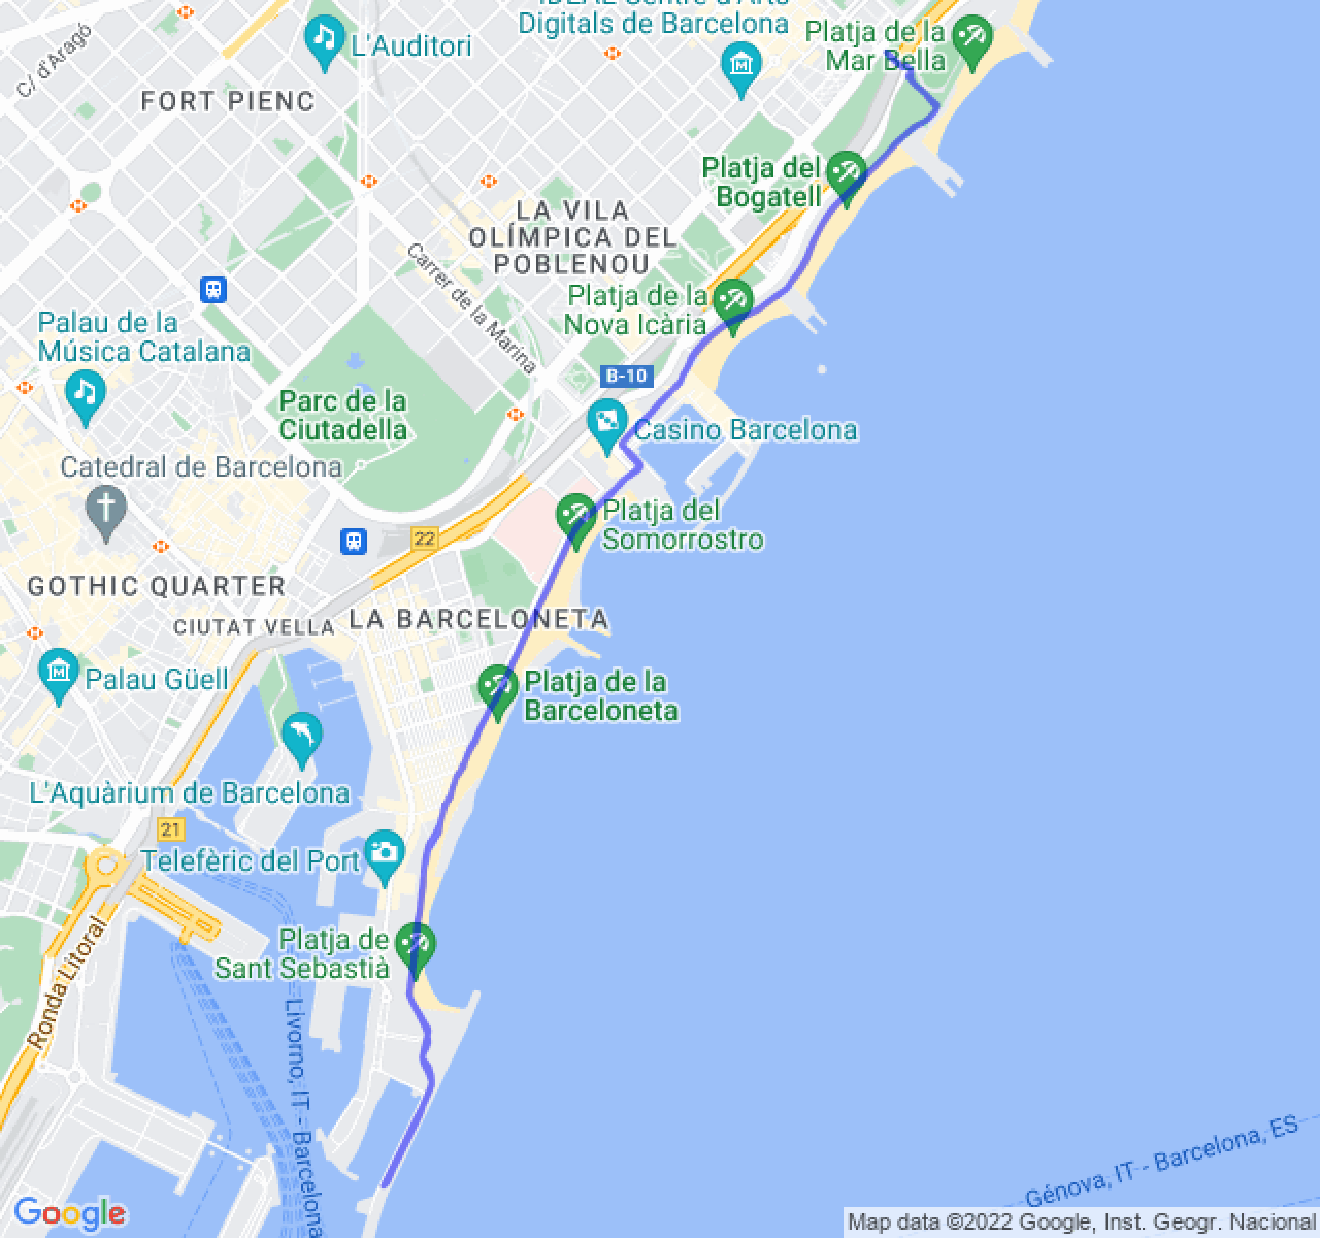 IDEAL Centre d'Arts
Digitals de Barcelona
Platja de la
Mar Bella
L'Auditori
C/ d'Aragó
FORT PIENC
Platja del
Bogatell
LA VILA
OLÍMPICA DEL
POBLENOU
Carrer de la Marina
Platja de la
Nova Icària
Palau de la
Música Catalana
B-10
Parc de la
Ciutadella
Casino Barcelona
Catedral de Barcelona
Platja del
Somorrostro
22
GOTHIC QUARTER
LA BARCELONETA
CIUTAT VELLA
Palau Güell
Platja de la
Barceloneta
L'Aquàrium de Barcelona
21
Telefèric del Port
Platja de
Sant Sebastià
Ronda Litoral
Livorno, IT - Barcelona
Génova, IT - Barcelona, ES
Google
Map data ©2022 Google, Inst. Geogr. Nacional